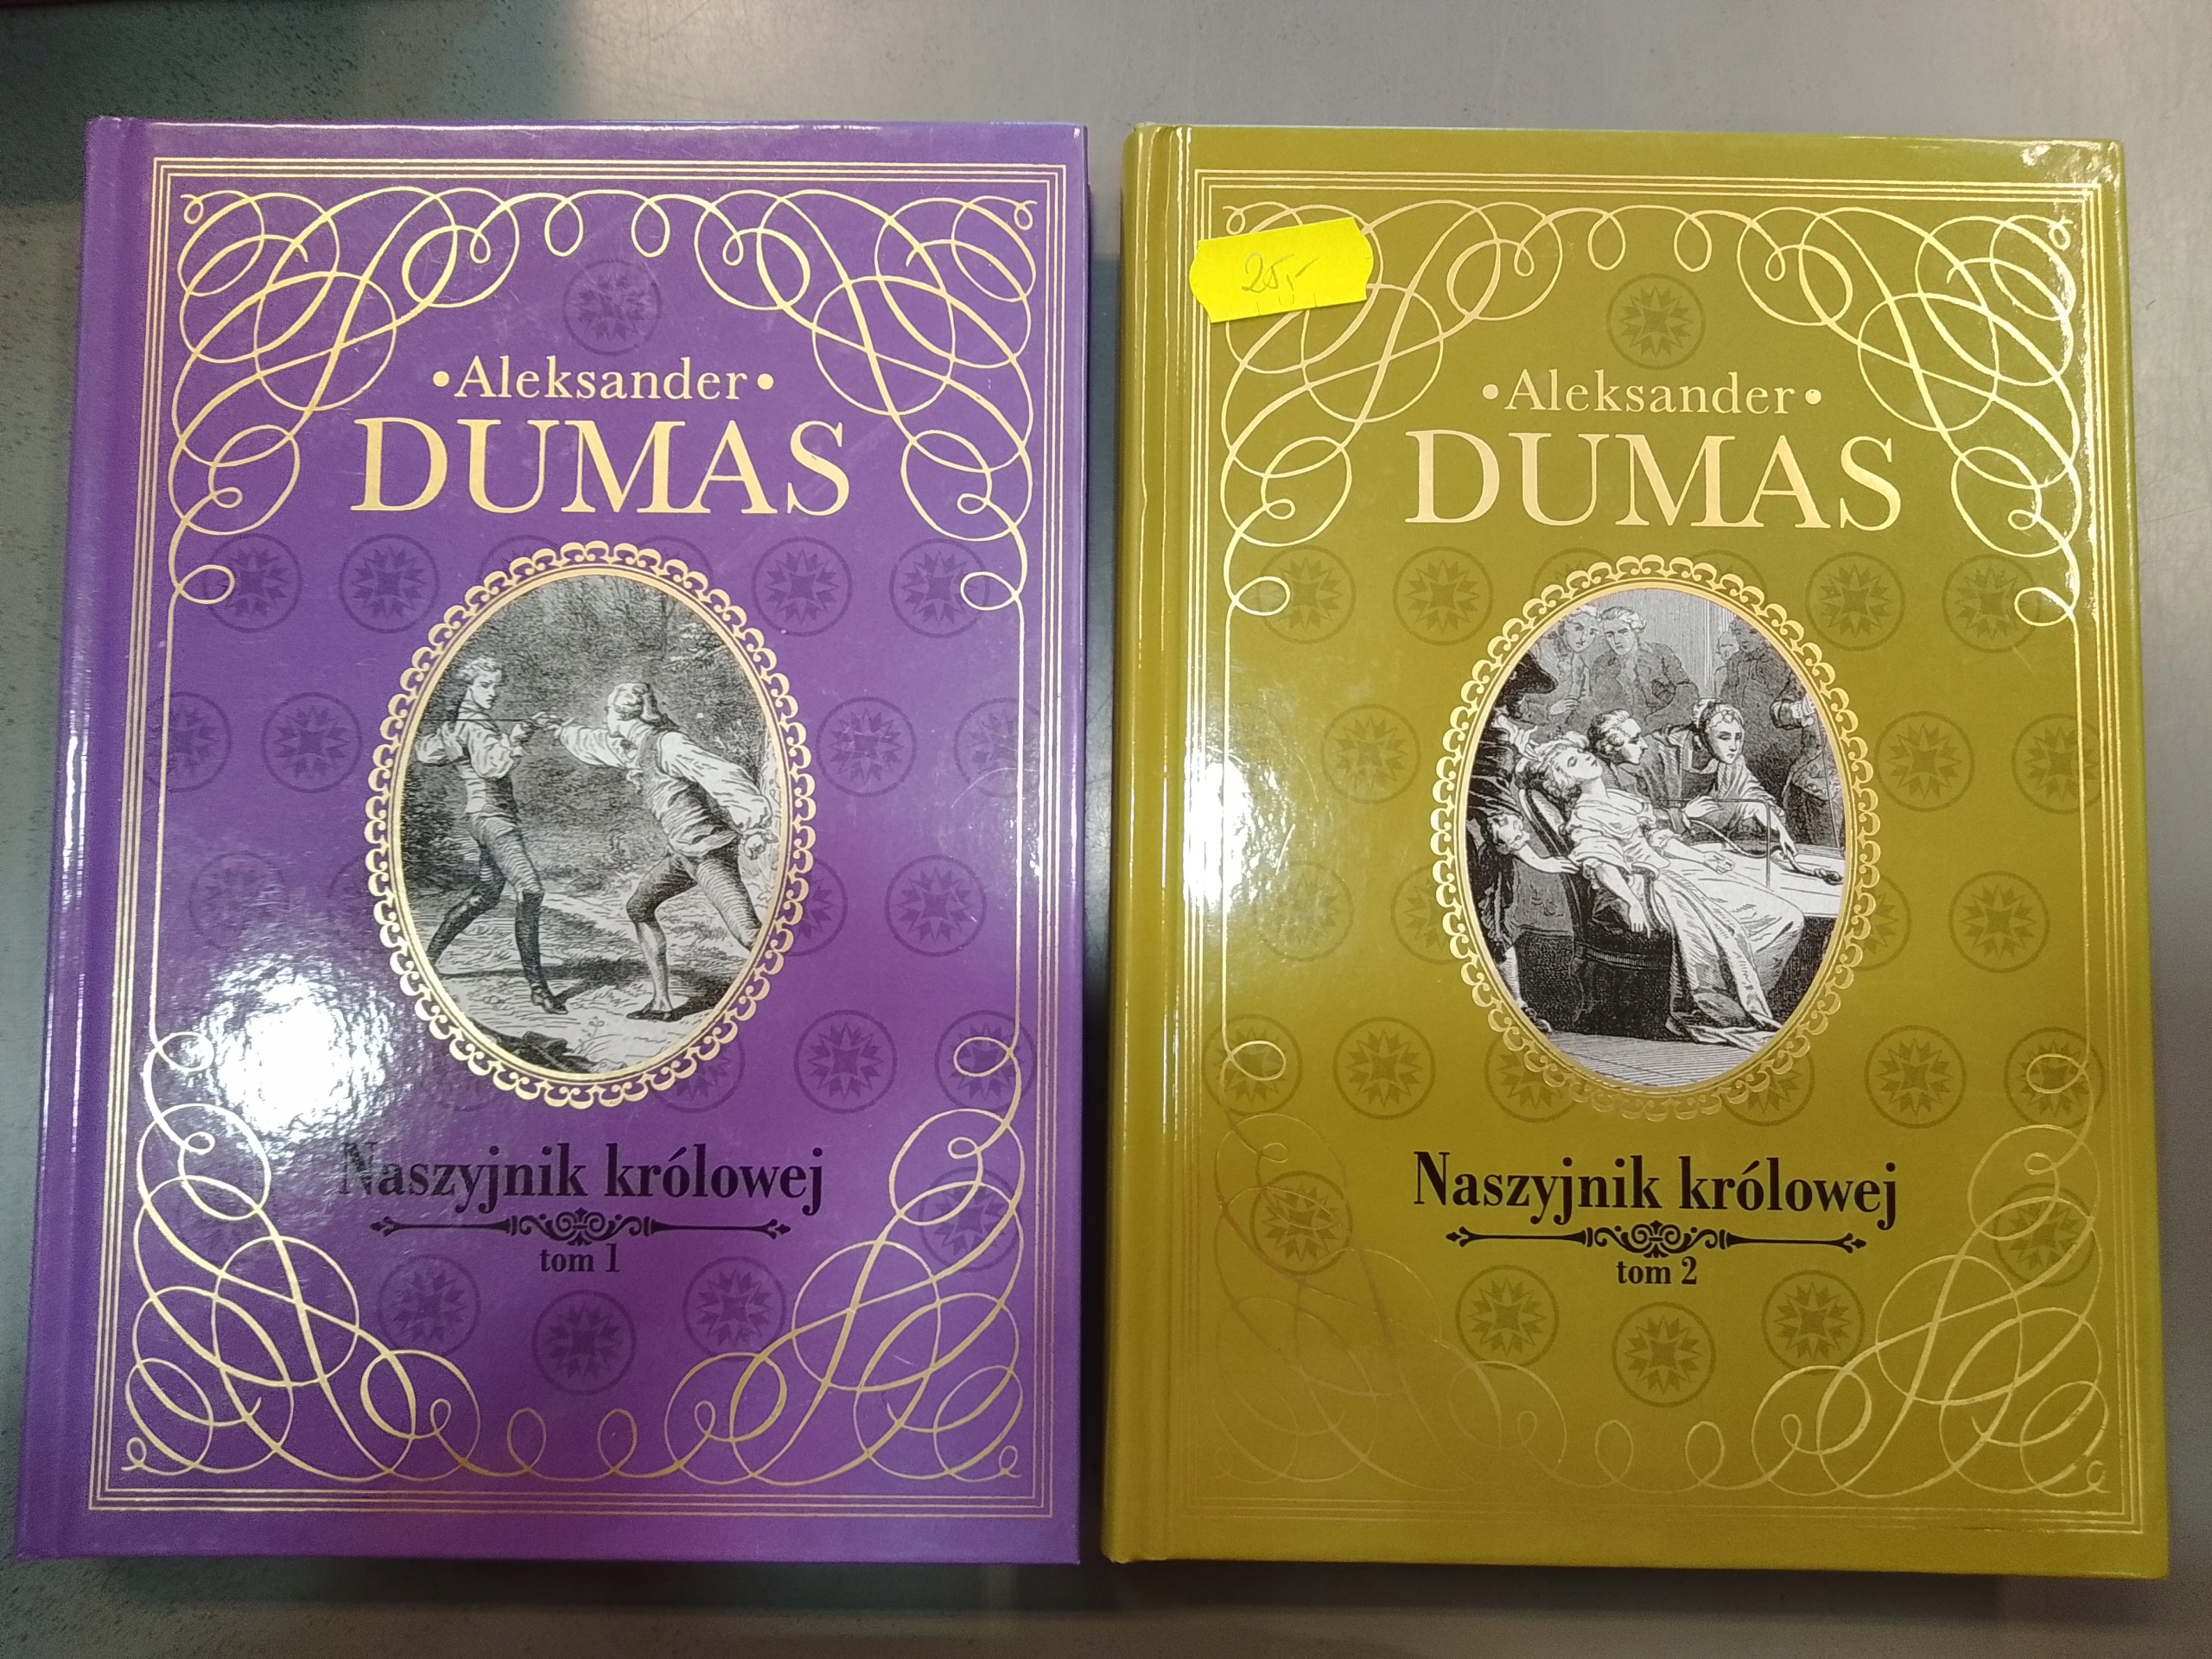 •Aleksander•
DUMAS
Naszyjnik królowej
tom 1
25,-
•Aleksander•
DUMAS
Naszyjnik królowej
tom 2